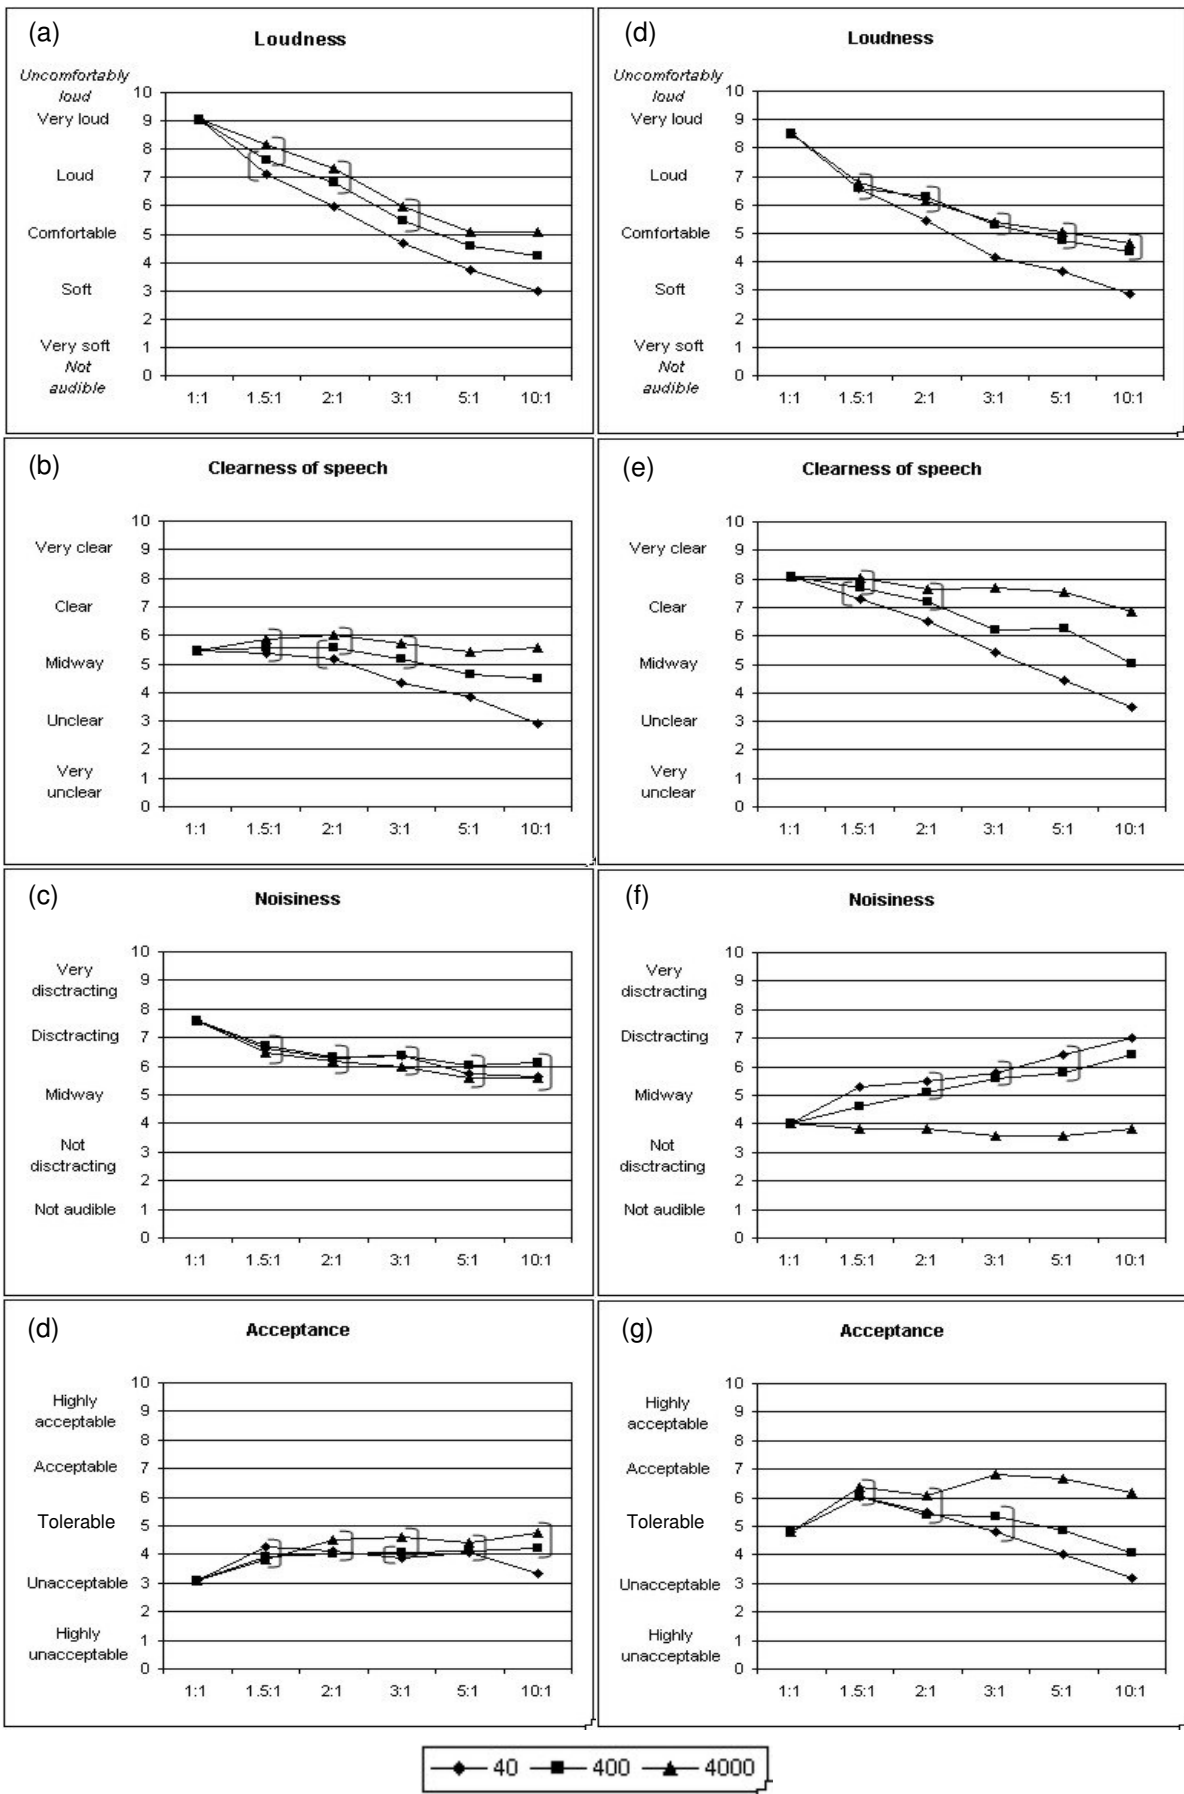 (a)
Loudness
Uncomfortably
loud
Very loud
Loud
Comfortable
Soft
Very soft
Not
audible
10
9
8
7
6
5
4
3
2
1
0
1:1 1.5:1 2:1 3:1 5:1 10:1
(d)
Loudness
Uncomfortably
loud
Very loud
Loud
Comfortable
Soft
Very soft
Not
audible
10
9
8
7
6
5
4
3
2
1
0
1:1 1.5:1 2:1 3:1 5:1 10:1
(b)
Clearness of speech
Very clear
Clear
Midway
Unclear
Very
unclear
10
9
8
7
6
5
4
3
2
1
0
1:1 1.5:1 2:1 3:1 5:1 10:1
(e)
Clearness of speech
Very clear
Clear
Midway
Unclear
Very
unclear
10
9
8
7
6
5
4
3
2
1
0
1:1 1.5:1 2:1 3:1 5:1 10:1
(c)
Noisiness
Very
disctracting
Disctracting
Midway
Not
disctracting
Not audible
10
9
8
7
6
5
4
3
2
1
0
1:1 1.5:1 2:1 3:1 5:1 10:1
(f)
Noisiness
Very
disctracting
Disctracting
Midway
Not
disctracting
Not audible
10
9
8
7
6
5
4
3
2
1
0
1:1 1.5:1 2:1 3:1 5:1 10:1
(d)
Acceptance
Highly
acceptable
Acceptable
Tolerable
Unacceptable
Highly
unacceptable
10
9
8
7
6
5
4
3
2
1
0
1:1 1.5:1 2:1 3:1 5:1 10:1
(g)
Acceptance
Highly
acceptable
Acceptable
Tolerable
Unacceptable
Highly
unacceptable
10
9
8
7
6
5
4
3
2
1
0
1:1 1.5:1 2:1 3:1 5:1 10:1
40 400 4000